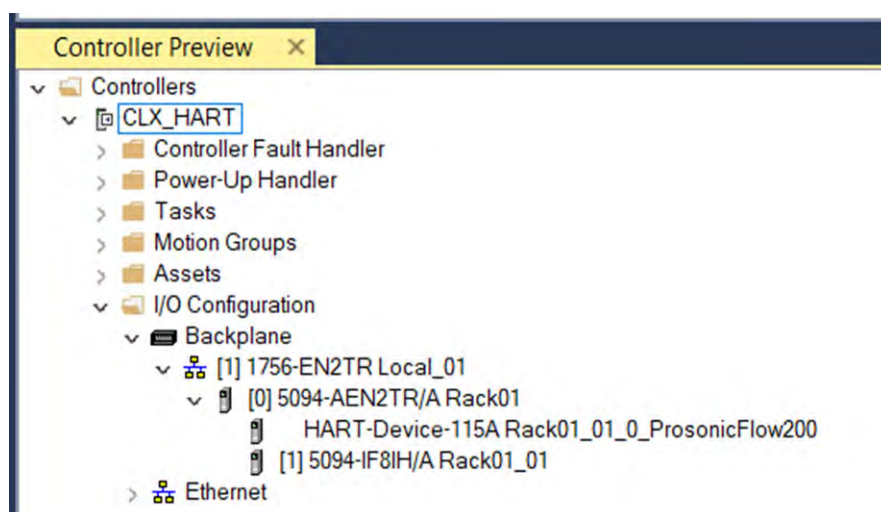 Controller Preview
Controllers
CLX_HART
Controller Fault Handler
Power-Up Handler
Tasks
Motion Groups
Assets
I/O Configuration
Backplane
[1] 1756-EN2TR Local_01
[0] 5094-AEN2TR/A Rack01
HART-Device-115A Rack01_01_0_ProsonicFlow200
[1] 5094-IF8IH/A Rack01_01
Ethernet